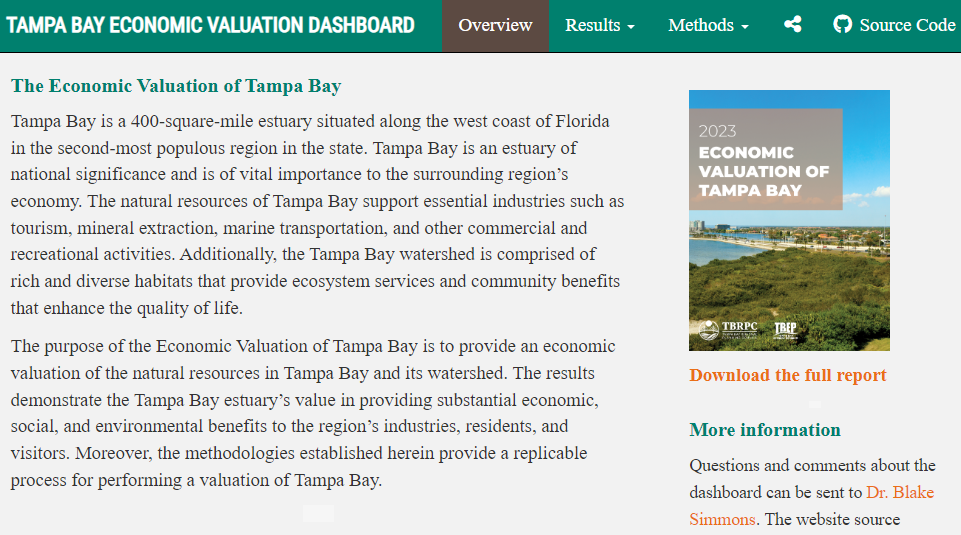 TAMPA BAY ECONOMIC VALUATION DASHBOARD
Overview
Results
Methods
Source Code
The Economic Valuation of Tampa Bay
Tampa Bay is a 400-square-mile estuary situated along the west coast of Florida
in the second-most populous region in the state. Tampa Bay is an estuary of
national significance and is of vital importance to the surrounding region’s
economy. The natural resources of Tampa Bay support essential industries such as
tourism, mineral extraction, marine transportation, and other commercial and
recreational activities. Additionally, the Tampa Bay watershed is comprised of
rich and diverse habitats that provide ecosystem services and community benefits
that enhance the quality of life.
The purpose of the Economic Valuation of Tampa Bay is to provide an economic
valuation of the natural resources in Tampa Bay and its watershed. The results
demonstrate the Tampa Bay estuary’s value in providing substantial economic,
social, and environmental benefits to the region’s industries, residents, and
visitors. Moreover, the methodologies established herein provide a replicable
process for performing a valuation of Tampa Bay.
2023
ECONOMIC
VALUATION OF
TAMPA BAY
TBRPC
TBEP
Download the full report
More information
Questions and comments about the
dashboard can be sent to Dr. Blake
Simmons. The website source